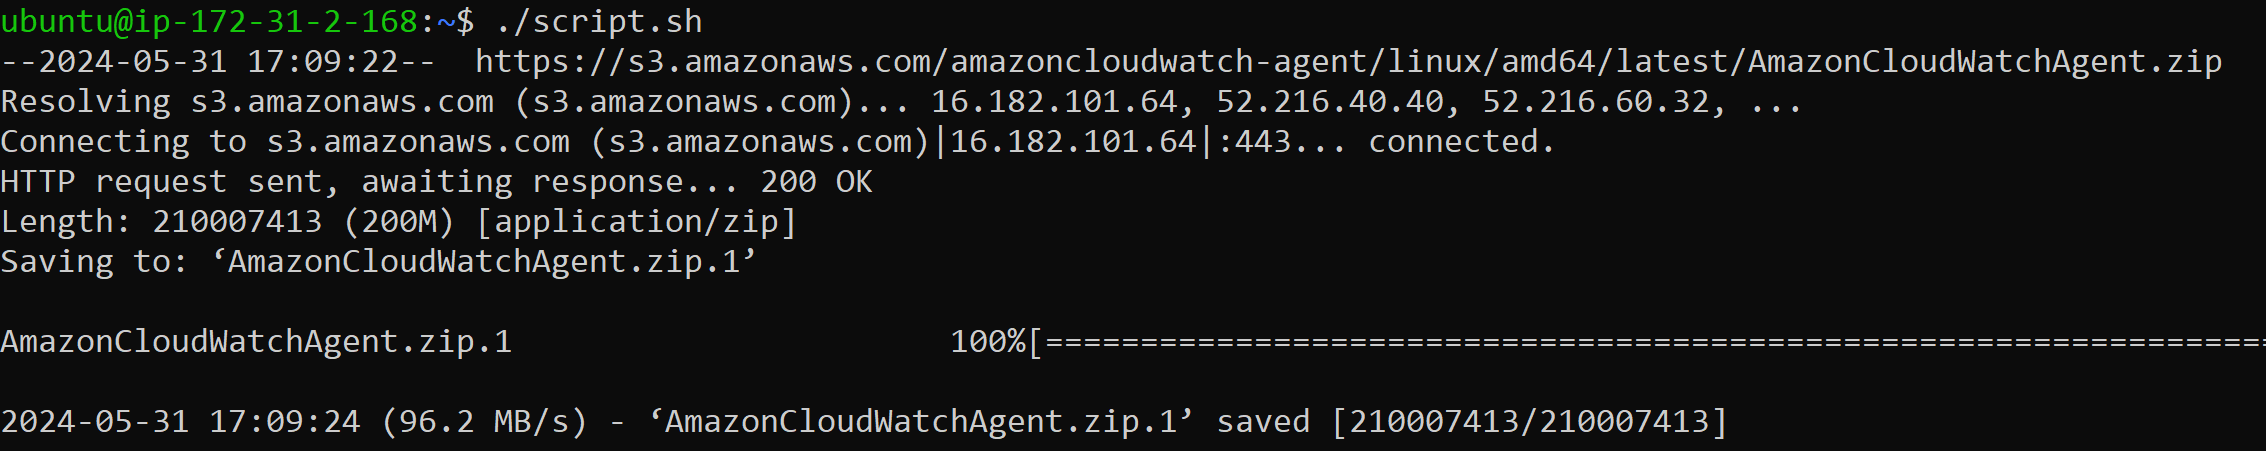 ubuntu@ip-172-31-2-168:~$ ./script.sh
--2024-05-31 17:09:22--  https://s3.amazonaws.com/amazoncloudwatch-agent/linux/amd64/latest/AmazonCloudWatchAgent.zip
Resolving s3.amazonaws.com (s3.amazonaws.com)... 16.182.101.64, 52.216.40.40, 52.216.60.32, ...
Connecting to s3.amazonaws.com (s3.amazonaws.com)|16.182.101.64|:443... connected.
HTTP request sent, awaiting response... 200 OK
Length: 210007413 (200M) [application/zip]
Saving to: ‘AmazonCloudWatchAgent.zip.1’
AmazonCloudWatchAgent.zip.1                       100%[=================================================================
2024-05-31 17:09:24 (96.2 MB/s) - ‘AmazonCloudWatchAgent.zip.1’ saved [210007413/210007413]